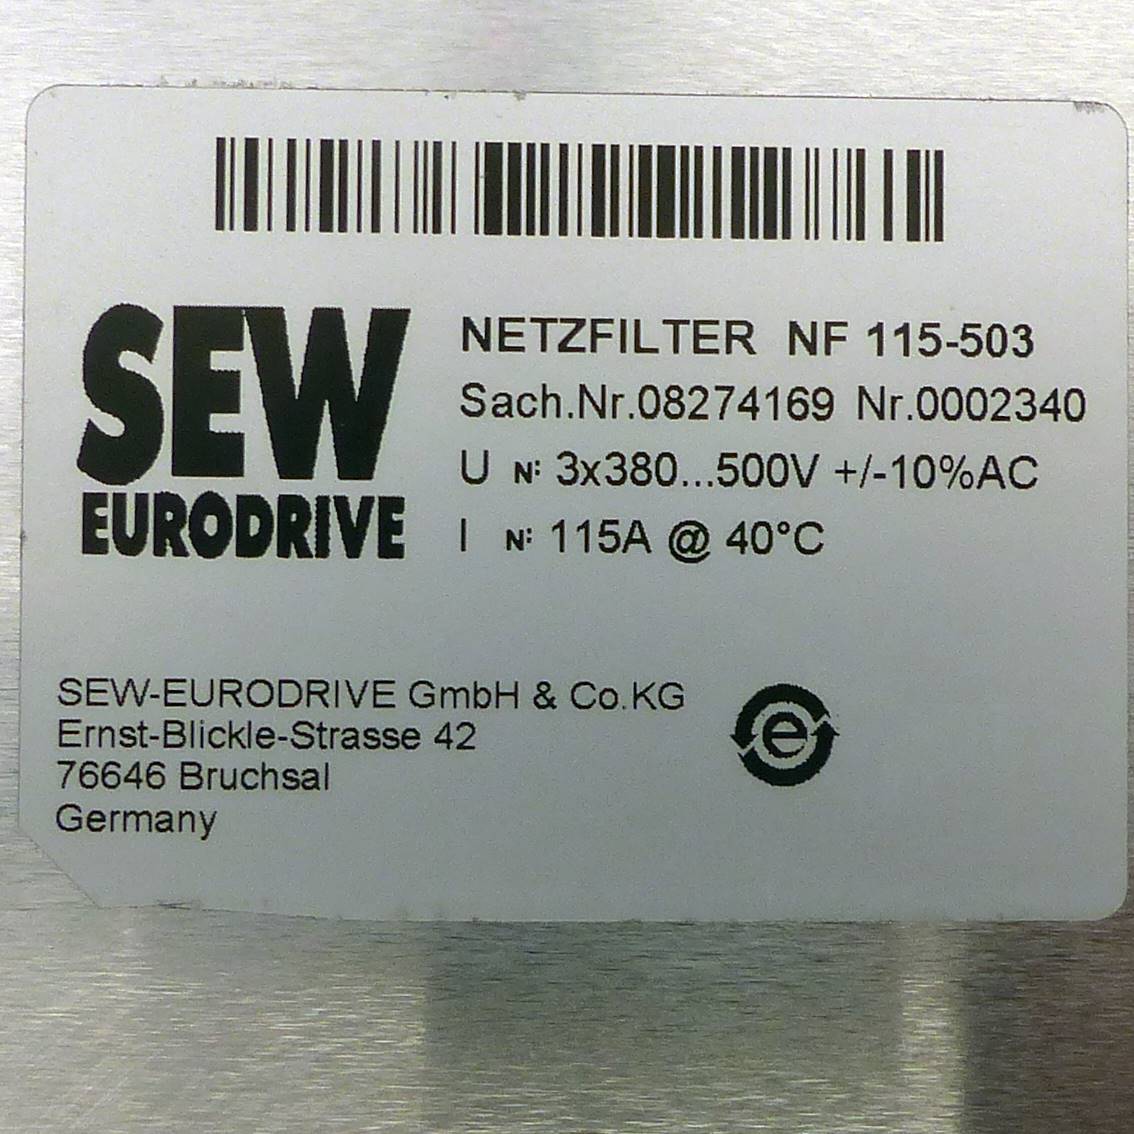 SEW
EURODRIVE
NETZFILTER NF 115-503
Sach.Nr.08274169 Nr.0002340
U N: 3x380...500V +/-10%AC
I N: 115A @ 40°C
SEW-EURODRIVE GmbH & Co.KG
Ernst-Blickle-Strasse 42
76646 Bruchsal
Germany
e